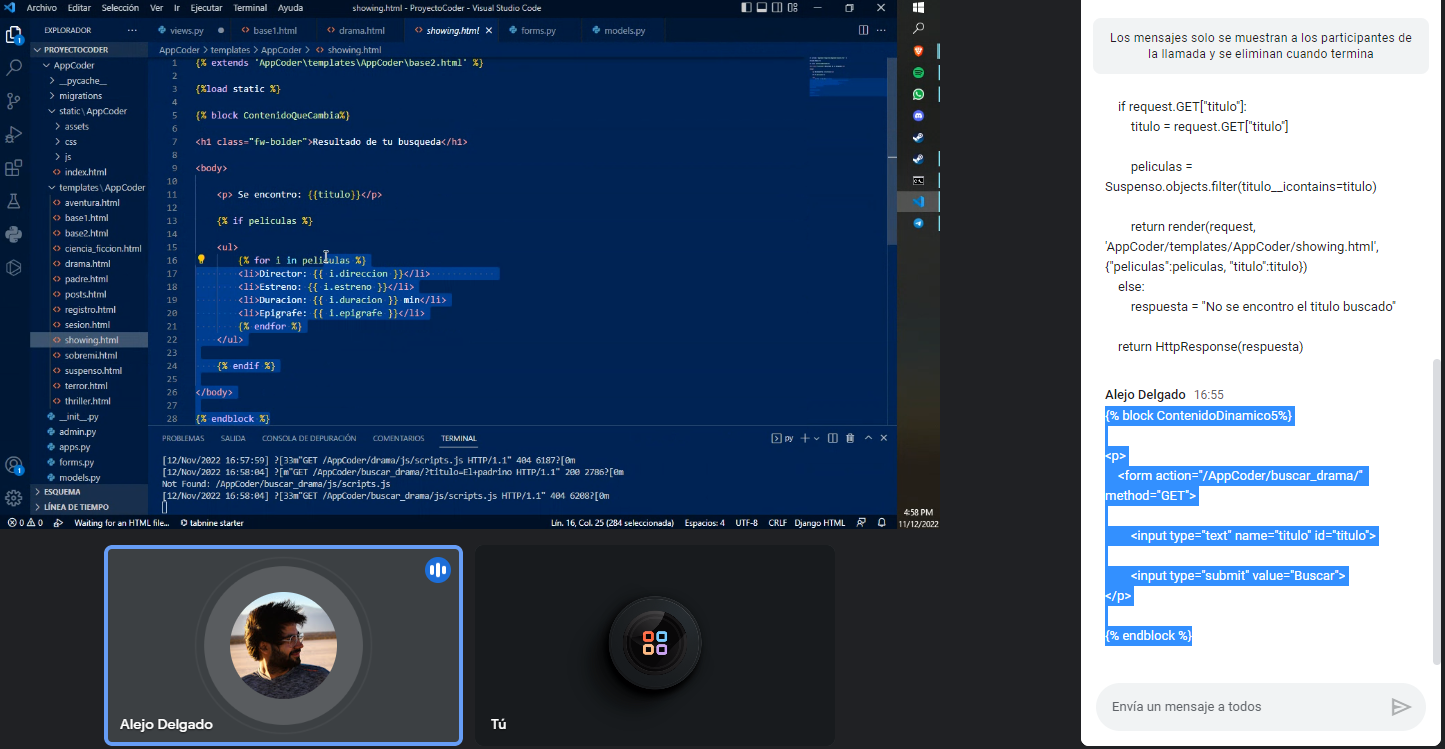 Archivo Editar Selección Ver Ir Ejecutar Terminal Ayuda
showing.html - ProyectoCoder - Visual Studio Code
EXPLORADOR
PROYECTOCODER
AppCoder
__pycache__
migrations
static \ AppCoder
assets
css
js
index.html
templates \ AppCoder
aventura.html
base1.html
base2.html
ciencia_ficcion.html
drama.html
padre.html
posts.html
registro.html
sesion.html
showing.html
sobremi.html
suspenso.html
terror.html
thriller.html
__init__.py
admin.py
apps.py
forms.py
models.py
ESQUEMA
LÍNEA DE TIEMPO
views.py
base1.html
drama.html
showing.html
forms.py
models.py
AppCoder > templates > AppCoder > showing.html
1 {% extends 'AppCoder\templates\AppCoder\base2.html' %}
2
3 {%load static %}
4
5 {% block ContenidoQueCambia%}
6
7 <h1 class="fw-bolder">Resultado de tu busqueda</h1>
8
9 <body>
10
11 <p> Se encontro: {{titulo}}</p>
12
13 {% if peliculas %}
14
15 <ul>
16 {% for i in peliculas %}
17 <li>Director: {{ i.direccion }}</li>
18 <li>Estreno: {{ i.estreno }}</li>
19 <li>Duracion: {{ i.duracion }} min</li>
20 <li>Epigrafe: {{ i.epigrafe }}</li>
21 {% endfor %}
22 </ul>
23
24 {% endif %}
25
26 </body>
27
28 {% endblock %}
PROBLEMAS SALIDA CONSOLA DE DEPURACIÓN COMENTARIOS TERMINAL
py
[12/Nov/2022 16:57:59] ?[33m"GET /AppCoder/drama/js/scripts.js HTTP/1.1" 404 6187?[0m
[12/Nov/2022 16:58:04] ?[m"GET /AppCoder/buscar_drama/?titulo=El+padrino HTTP/1.1" 200 2786?[0m
Not Found: /AppCoder/buscar_drama/js/scripts.js
[12/Nov/2022 16:58:04] ?[33m"GET /AppCoder/buscar_drama/js/scripts.js HTTP/1.1" 404 6208?[0m
0 0 Waiting for an HTML file... tabnine starter
Lín. 16, Col. 25 (284 seleccionada) Espacios: 4 UTF-8 CRLF Django HTML
4:58 PM
11/12/2022
Alejo Delgado
Tú
Los mensajes solo se muestran a los participantes de
la llamada y se eliminan cuando termina
if request.GET["titulo"]:
titulo = request.GET["titulo"]
peliculas =
Suspenso.objects.filter(titulo__icontains=titulo)
return render(request,
'AppCoder/templates/AppCoder/showing.html',
{"peliculas":peliculas, "titulo":titulo})
else:
respuesta = "No se encontro el titulo buscado"
return HttpResponse(respuesta)
Alejo Delgado 16:55
{% block ContenidoDinamico5%}
<p>
<form action="/AppCoder/buscar_drama/"
method="GET">
<input type="text" name="titulo" id="titulo">
<input type="submit" value="Buscar">
</p>
{% endblock %}
Envía un mensaje a todos